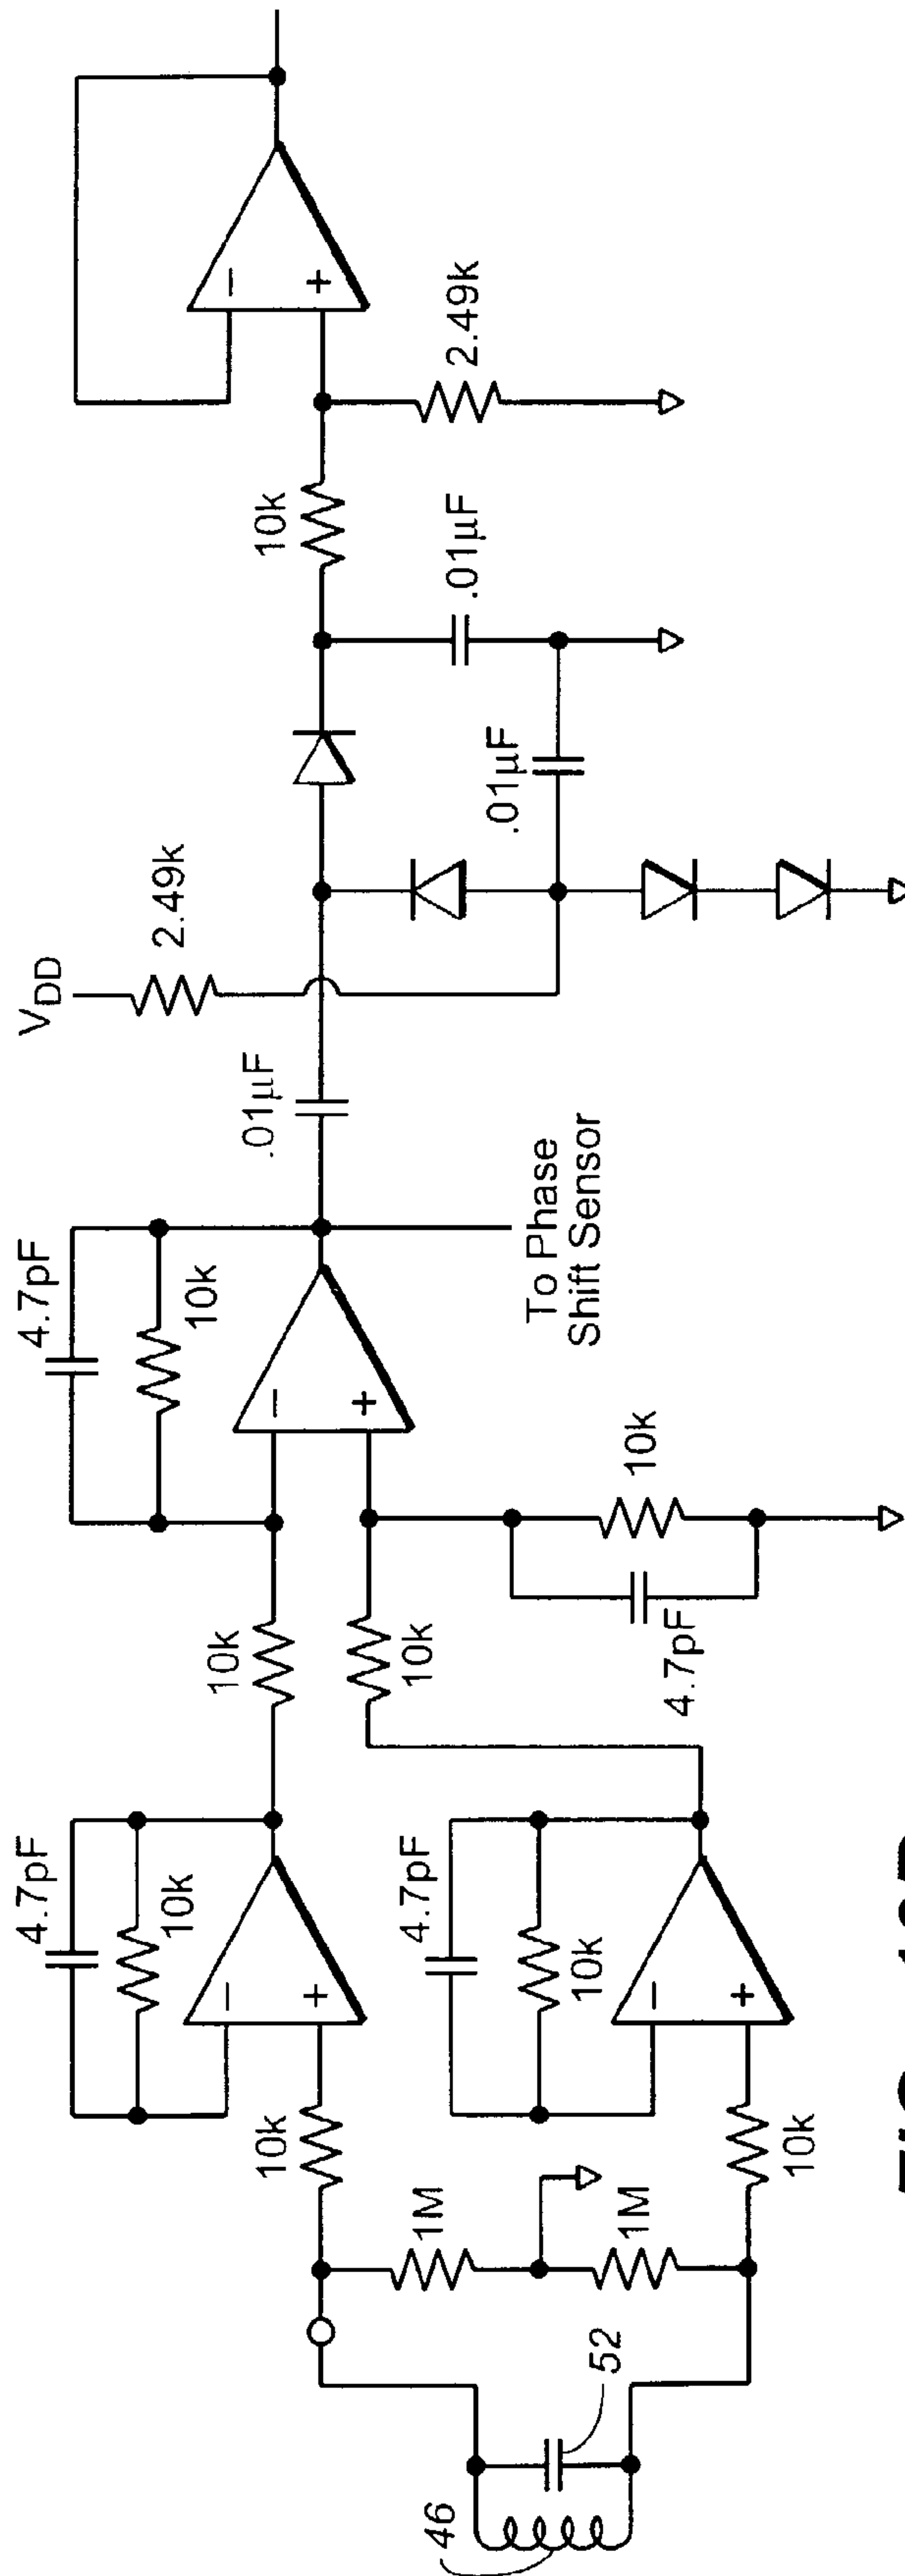 46
52
1M
1M
10k
10k
4.7pF
10k
−
+
4.7pF
10k
−
+
10k
10k
4.7pF
10k
4.7pF
10k
−
+
To Phase
Shift Sensor
.01µF
VDD
2.49k
.01µF
.01µF
10k
2.49k
−
+
FIG.